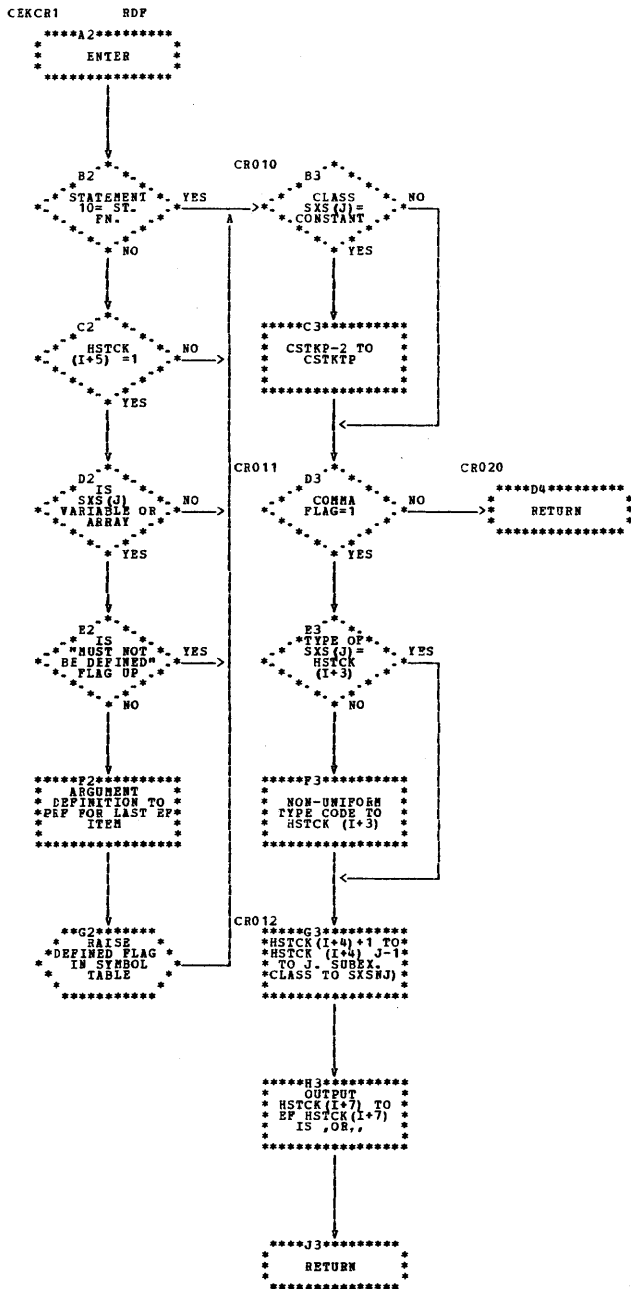 CEKCR1 RDF
A2
ENTER
B2
STATEMENT
10= ST-
FN.
YES
NO
A
CR010
B3
CLASS
SXS(J)=
CONSTANT
NO
YES
C2
HSTCK
(I+5) =1
NO
YES
C3
CSTKP-2 TO
CSTKTP
D2
IS
SXS(J)
VARIABLE OR
ARRAY
NO
YES
CR011
D3
COMMA
FLAG=1
NO
YES
CR020
D4
RETURN
E2
IS
"MUST NOT
BE DEFINED"
FLAG UP
YES
NO
E3
TYPE OF
SXS(J)=
HSTCK
(I+3)
YES
NO
F2
ARGUMENT
DEFINITION TO
PRF FOR LAST EF
ITEM
F3
NON-UNIFORM
TYPE CODE TO
HSTCK (I+3)
G2
RAISE
DEFINED FLAG
IN SYMBOL
TABLE
CR012
G3
HSTCK(I+4)+1 TO
HSTCK (I+4) J-1
TO J. SUBEX.
CLASS TO SXSNJ)
H3
OUTPUT
HSTCK(I+7) TO
EF HSTCK(I+7)
IS ,OR,,
J3
RETURN